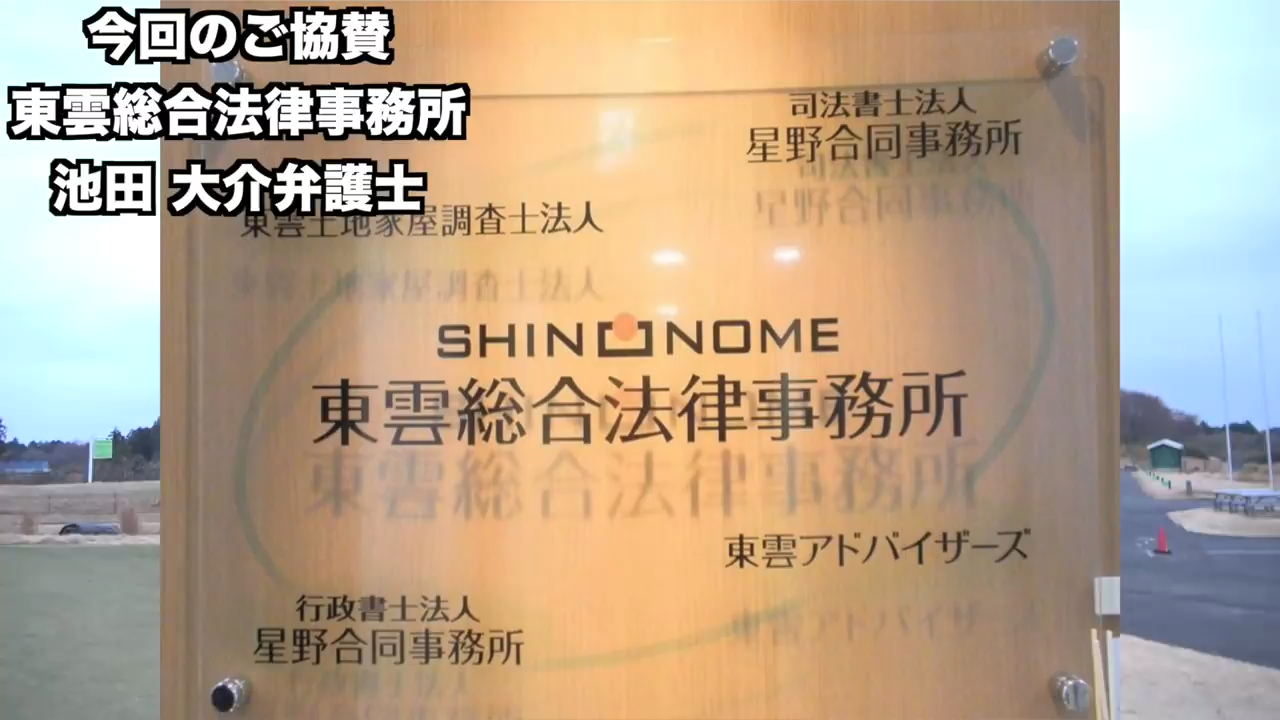 今回のご協賛
東雲総合法律事務所
池田 大介弁護士
司法書士法人
星野合同事務所
東雲土地家屋調査士法人
SHINONOME
東雲総合法律事務所
東雲アドバイザーズ
行政書士法人
星野合同事務所